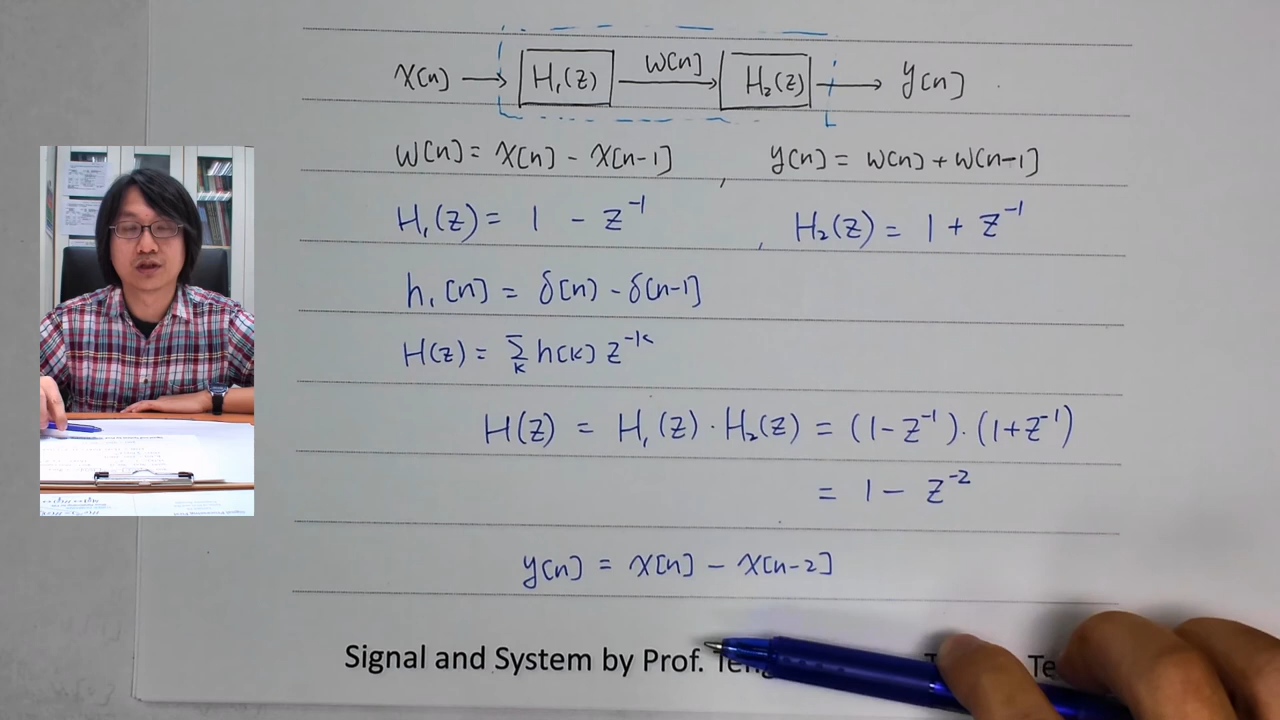 x[n] → H₁(z) w[n] → H₂(z) → y[n]
w[n] = x[n] - x[n-1] , y[n] = w[n] + w[n-1]
H₁(z) = 1 - z⁻¹ , H₂(z) = 1 + z⁻¹
h₁[n] = δ[n] - δ[n-1]
H(z) = Σₖ h[k] z⁻ᵏ
H(z) = H₁(z) · H₂(z) = (1 - z⁻¹) · (1 + z⁻¹)
= 1 - z⁻²
y[n] = x[n] - x[n-2]
Signal and System by Prof.